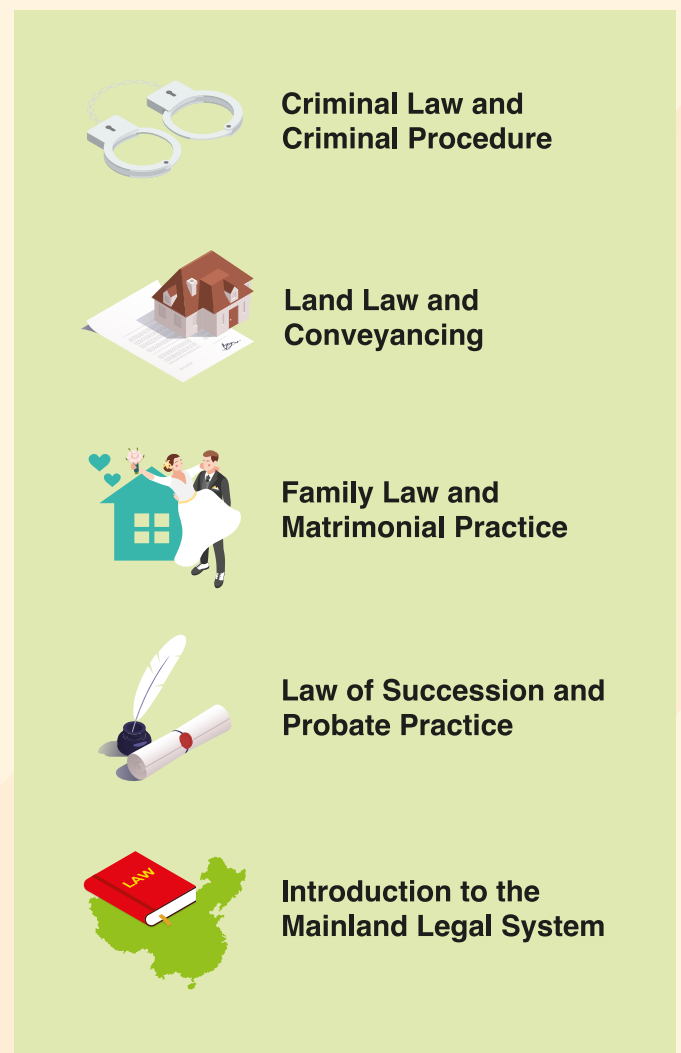 Criminal Law and
Criminal Procedure
Land Law and
Conveyancing
Family Law and
Matrimonial Practice
Law of Succession and
Probate Practice
LAW
Introduction to the
Mainland Legal System